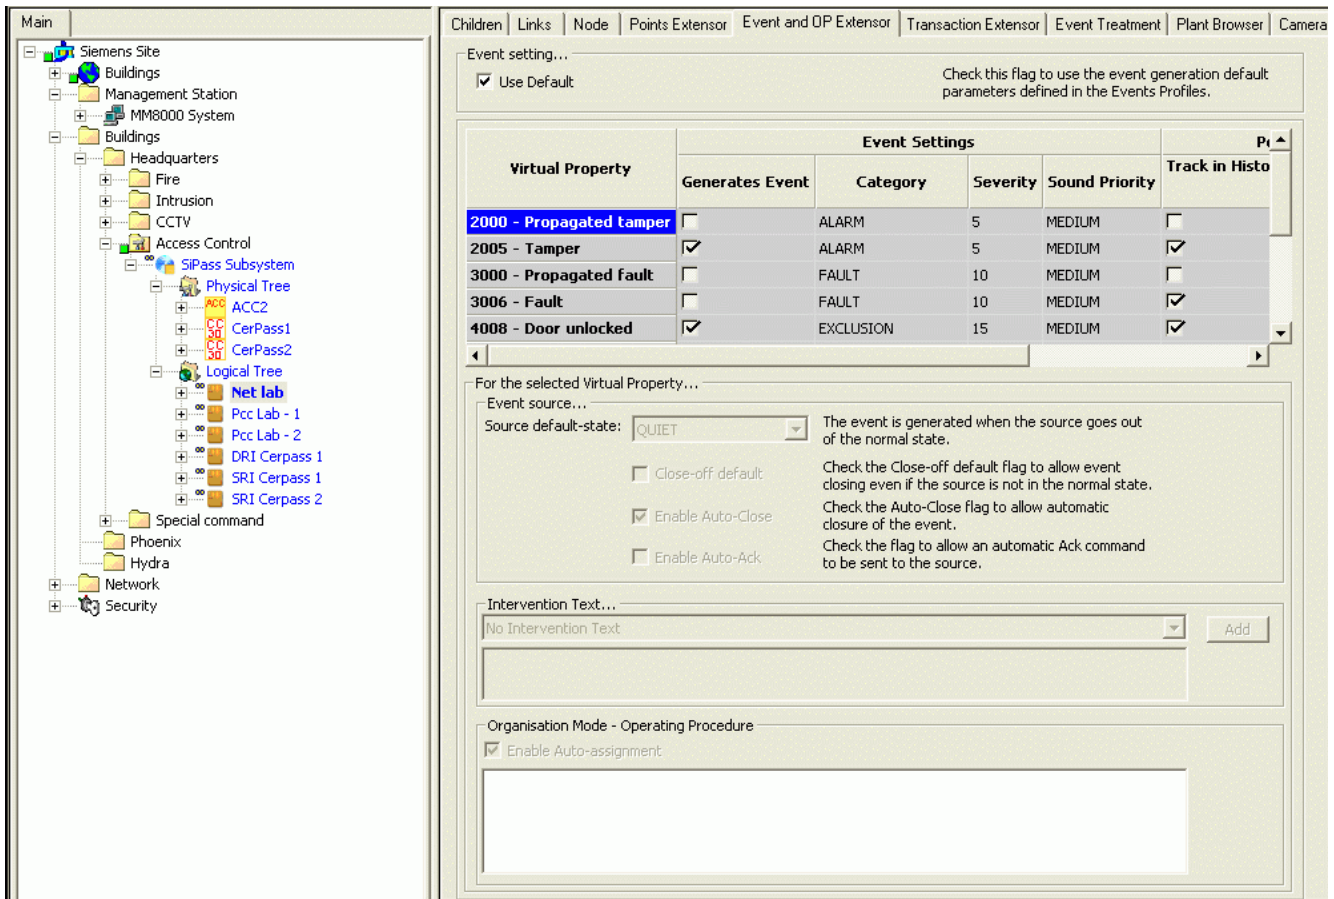 Main
Siemens Site
Buildings
Management Station
MM8000 System
Buildings
Headquarters
Fire
Intrusion
CCTV
Access Control
SiPass Subsystem
Physical Tree
ACC ACC2
CC 30 CerPass1
CC 30 CerPass2
Logical Tree
Net lab
Pcc Lab - 1
Pcc Lab - 2
DRI Cerpass 1
SRI Cerpass 1
SRI Cerpass 2
Special command
Phoenix
Hydra
Network
Security
Children Links Node Points Extensor Event and OP Extensor Transaction Extensor Event Treatment Plant Browser Camera
Event setting...
Use Default
Check this flag to use the event generation default
parameters defined in the Events Profiles.
Virtual Property Event Settings
Generates Event Category Severity Sound Priority Track in Histo
2000 - Propagated tamper ALARM 5 MEDIUM
2005 - Tamper ALARM 5 MEDIUM
3000 - Propagated fault FAULT 10 MEDIUM
3006 - Fault FAULT 10 MEDIUM
4008 - Door unlocked EXCLUSION 15 MEDIUM
For the selected Virtual Property...
Event source...
Source default-state: QUIET
The event is generated when the source goes out
of the normal state.
Close-off default
Check the Close-off default flag to allow event
closing even if the source is not in the normal state.
Enable Auto-Close
Check the Auto-Close flag to allow automatic
closure of the event.
Enable Auto-Ack
Check the flag to allow an automatic Ack command
to be sent to the source.
Intervention Text...
No Intervention Text
Add
Organisation Mode - Operating Procedure
Enable Auto-assignment